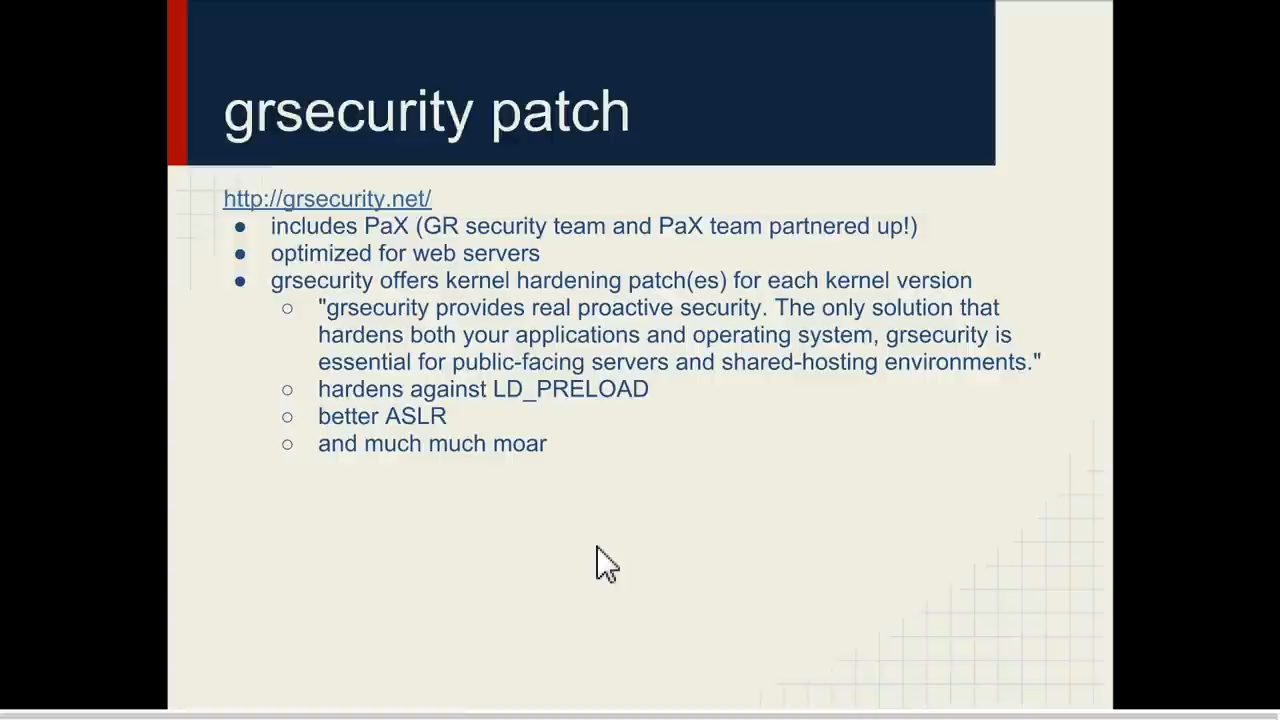 grsecurity patch
http://grsecurity.net/
● includes PaX (GR security team and PaX team partnered up!)
● optimized for web servers
● grsecurity offers kernel hardening patch(es) for each kernel version
○ "grsecurity provides real proactive security. The only solution that
hardens both your applications and operating system, grsecurity is
essential for public-facing servers and shared-hosting environments."
○ hardens against LD_PRELOAD
○ better ASLR
○ and much much moar